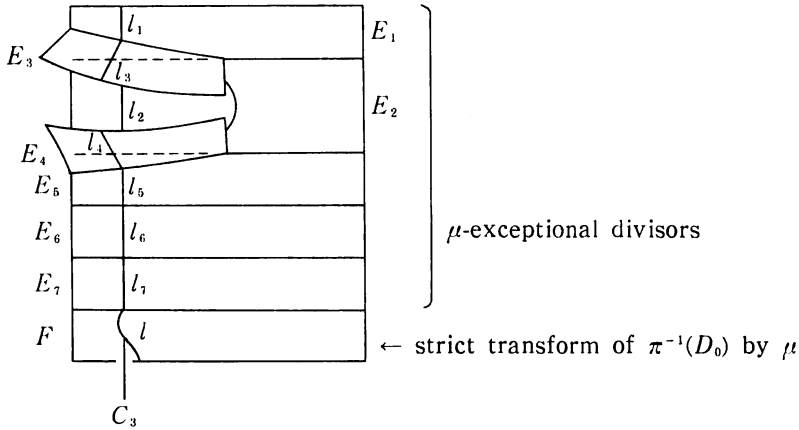 l₁ E₁
E₃ l₃
l₂ E₂
l₄
E₄
E₅ l₅
E₆ l₆ μ-exceptional divisors
E₇ l₇
F l ← strict transform of π⁻¹(D₀) by μ
C₃